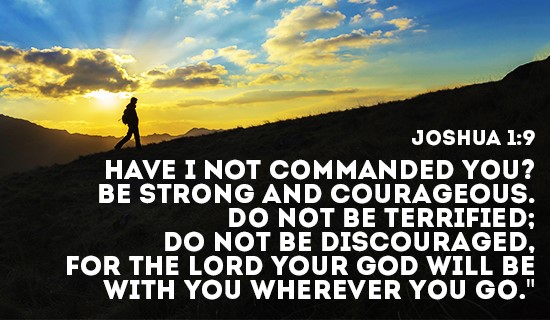 JOSHUA 1:9
HAVE I NOT COMMANDED YOU?
BE STRONG AND COURAGEOUS.
DO NOT BE TERRIFIED;
DO NOT BE DISCOURAGED,
FOR THE LORD YOUR GOD WILL BE
WITH YOU WHEREVER YOU GO."